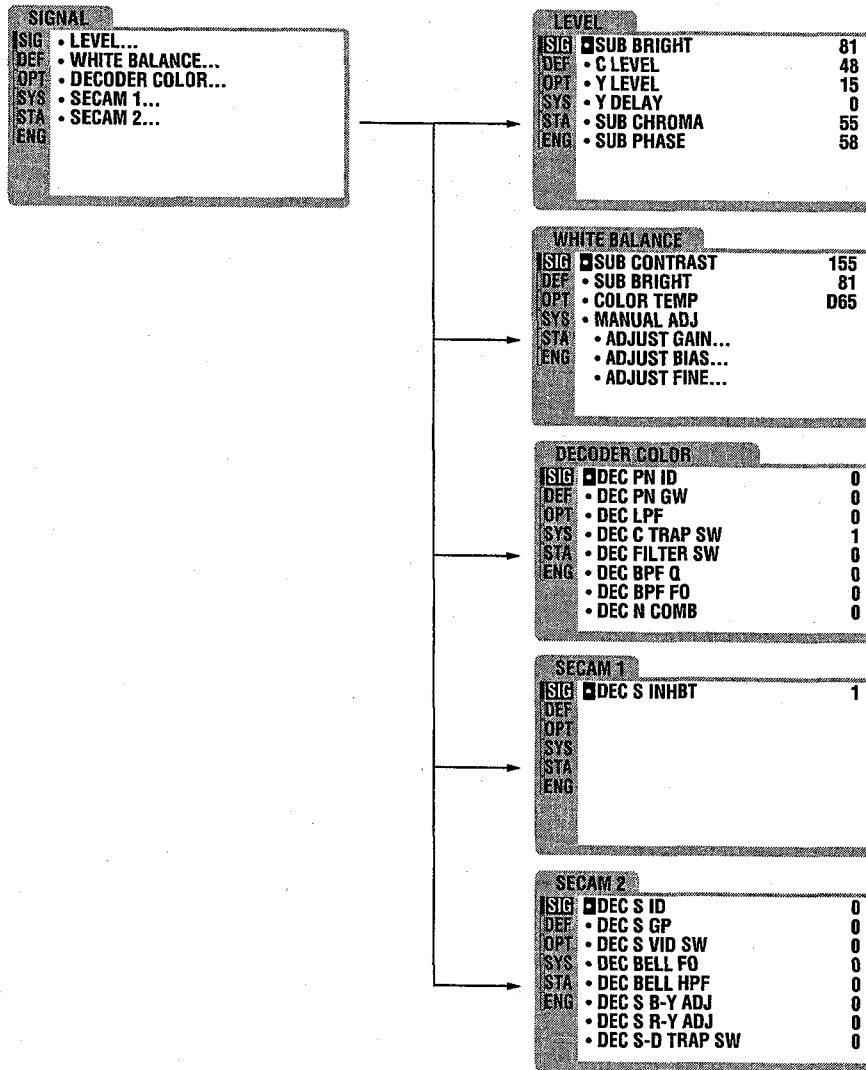 SIGNAL
SIG • LEVEL...
DEF • WHITE BALANCE...
OPT • DECODER COLOR...
SYS • SECAM 1...
STA • SECAM 2...
ENG
LEVEL
SIG SUB BRIGHT 81
DEF • C LEVEL 48
OPT • Y LEVEL 15
SYS • Y DELAY 0
STA • SUB CHROMA 55
ENG • SUB PHASE 58
WHITE BALANCE
SIG SUB CONTRAST 155
DEF • SUB BRIGHT 81
OPT • COLOR TEMP D65
SYS • MANUAL ADJ
STA • ADJUST GAIN...
ENG • ADJUST BIAS...
• ADJUST FINE...
DECODER COLOR
SIG DEC PN ID 0
DEF • DEC PN GW 0
OPT • DEC LPF 0
SYS • DEC C TRAP SW 1
STA • DEC FILTER SW 0
ENG • DEC BPF Q 0
• DEC BPF FO 0
• DEC N COMB 0
SECAM 1
SIG DEC S INHBT 1
DEF
OPT
SYS
STA
ENG
SECAM 2
SIG DEC S ID 0
DEF • DEC S GP 0
OPT • DEC S VID SW 0
SYS • DEC BELL FO 0
STA • DEC BELL HPF 0
ENG • DEC S B-Y ADJ 0
• DEC S R-Y ADJ 0
• DEC S-D TRAP SW 0